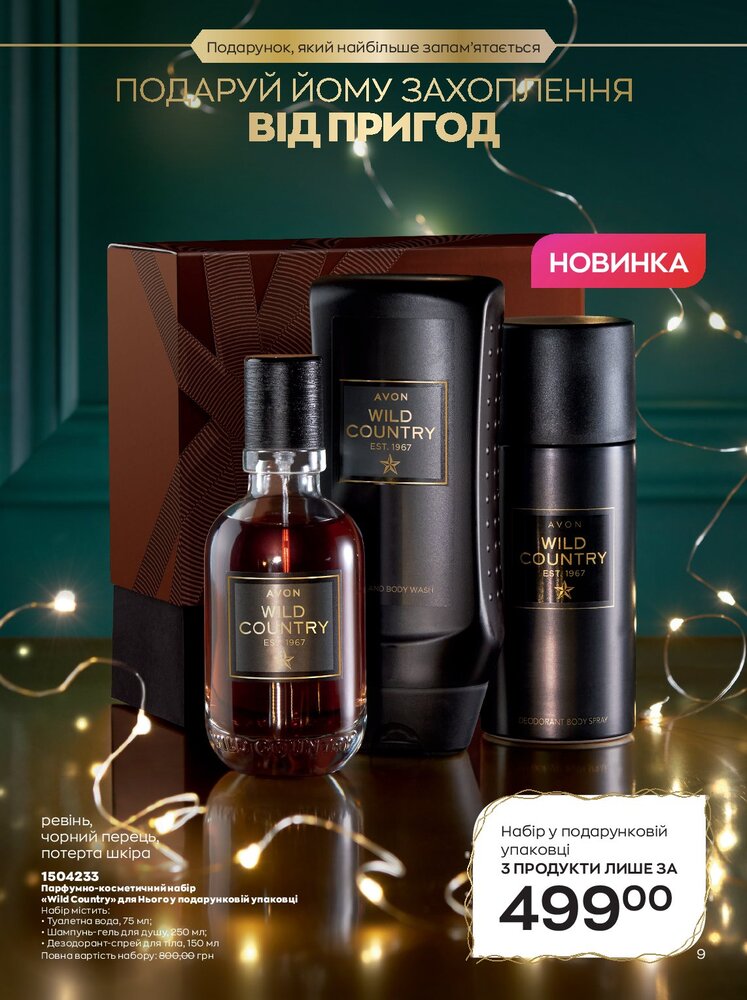 Подарунок, який найбільше запам’ятається
ПОДАРУЙ ЙОМУ ЗАХОПЛЕННЯ
ВІД ПРИГОД
НОВИНКА
AVON
WILD
COUNTRY
EST. 1967
AND BODY WASH
AVON
WILD
COUNTRY
EST. 1967
DEODORANT BODY SPRAY
AVON
WILD
COUNTRY
EST. 1967
WILD COUNTRY
ревінь,
чорний перець,
потерта шкіра
1504233
Парфумно-косметичний набір
«Wild Country» для Нього у подарунковій упаковці
Набір містить:
• Туалетна вода, 75 мл;
• Шампунь-гель для душу, 250 мл;
• Дезодорант-спрей для тіла, 150 мл
Повна вартість набору: 800,00 грн
Набір у подарунковій
упаковці
3 ПРОДУКТИ ЛИШЕ ЗА
499⁰⁰
9